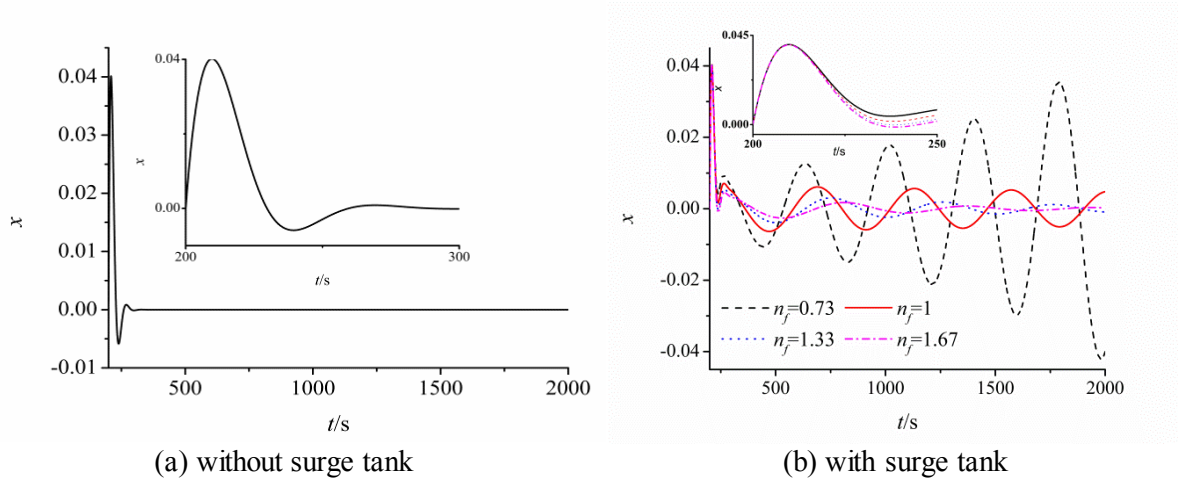 0.04
0.03
0.02
0.01
0.00
-0.01
x
500
1000
1500
2000
t/s
0.04
0.00
x
200
300
t/s
(a) without surge tank
0.04
0.02
0.00
-0.02
-0.04
x
500
1000
1500
2000
t/s
0.045
0.000
x
200
250
t/s
n_f=0.73 n_f=1
n_f=1.33 n_f=1.67
(b) with surge tank